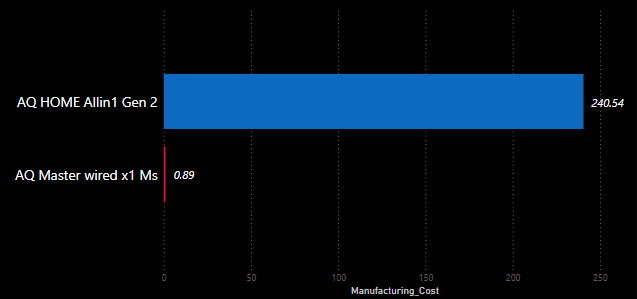 AQ HOME Allin1 Gen 2
240.54
AQ Master wired x1 Ms
0.89
0 50 100 150 200 250
Manufacturing_Cost